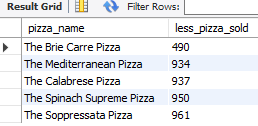 Result Grid Filter Rows:
pizza_name less_pizza_sold
The Brie Carre Pizza 490
The Mediterranean Pizza 934
The Calabrese Pizza 937
The Spinach Supreme Pizza 950
The Soppressata Pizza 961